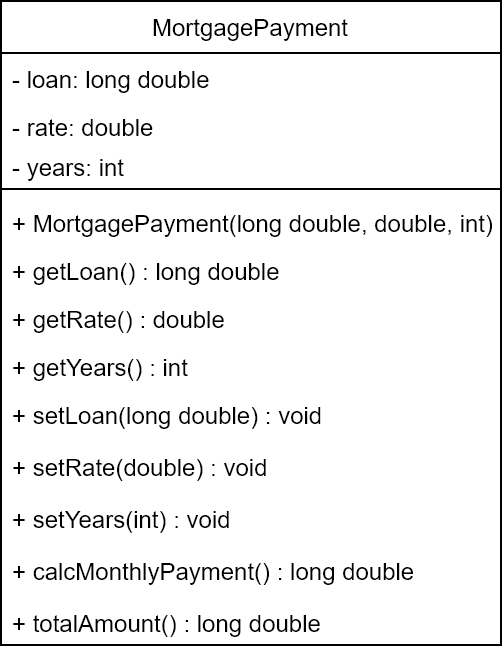 MortgagePayment
- loan: long double
- rate: double
- years: int
+ MortgagePayment(long double, double, int)
+ getLoan() : long double
+ getRate() : double
+ getYears() : int
+ setLoan(long double) : void
+ setRate(double) : void
+ setYears(int) : void
+ calcMonthlyPayment() : long double
+ totalAmount() : long double